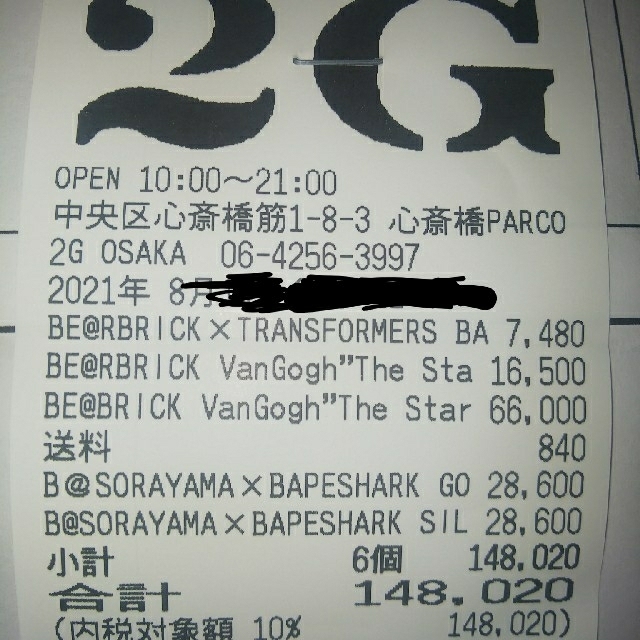 2G
OPEN 10:00～21:00
中央区心斎橋筋1-8-3 心斎橋PARCO
2G OSAKA 06-4256-3997
2021年 8月
BE@RBRICK×TRANSFORMERS BA 7,480
BE@RBRICK VanGogh"The Sta 16,500
BE@BRICK VanGogh"The Star 66,000
送料 840
B@SORAYAMA×BAPESHARK GO 28,600
B@SORAYAMA×BAPESHARK SIL 28,600
小計 6個 148,020
合計 148,020
(内税対象額 10% 148,020)